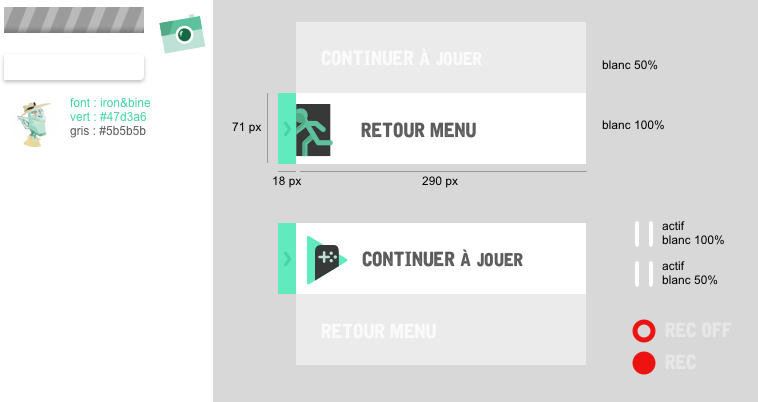 font : iron&bine
vert : #47d3a6
gris : #5b5b5b
CONTINUER À JOUER
blanc 50%
71 px
RETOUR MENU
blanc 100%
18 px
290 px
CONTINUER À JOUER
actif
blanc 100%
actif
blanc 50%
RETOUR MENU
REC OFF
REC